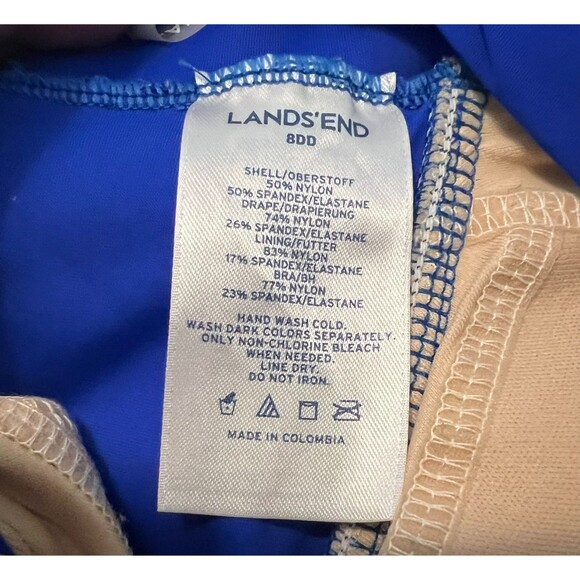 LANDS'END
8DD
SHELL/OBERSTOFF
50% NYLON
50% SPANDEX/ELASTANE
DRAPE/DRAPIERUNG
74% NYLON
26% SPANDEX/ELASTANE
LINING/FUTTER
83% NYLON
17% SPANDEX/ELASTANE
BRA/BH
77% NYLON
23% SPANDEX/ELASTANE
HAND WASH COLD.
WASH DARK COLORS SEPARATELY.
ONLY NON-CHLORINE BLEACH
WHEN NEEDED.
LINE DRY.
DO NOT IRON.
MADE IN COLOMBIA